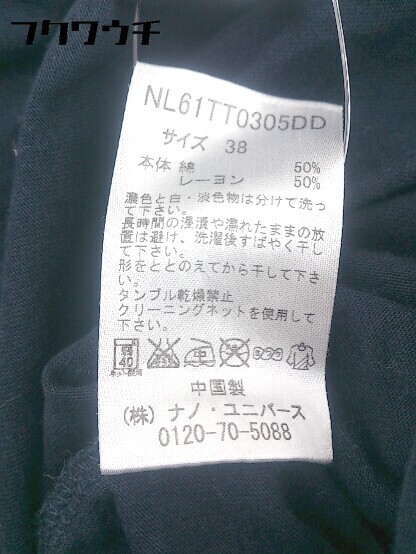 フクワウチ
NL61TT0305DD
サイズ 38
本体 綿 50%
レーヨン 50%
濃色と白・淡色物は分けて洗っ
て下さい。
長時間の浸漬や濡れたままの放
置は避け、洗濯後すばやく干し
て下さい。
形をととのえてから干して下さ
い。
タンブル乾燥禁止
クリーニングネットを使用して
下さい。
弱
40
ネット使用
中国製
(株) ナノ・ユニバース
0120-70-5088